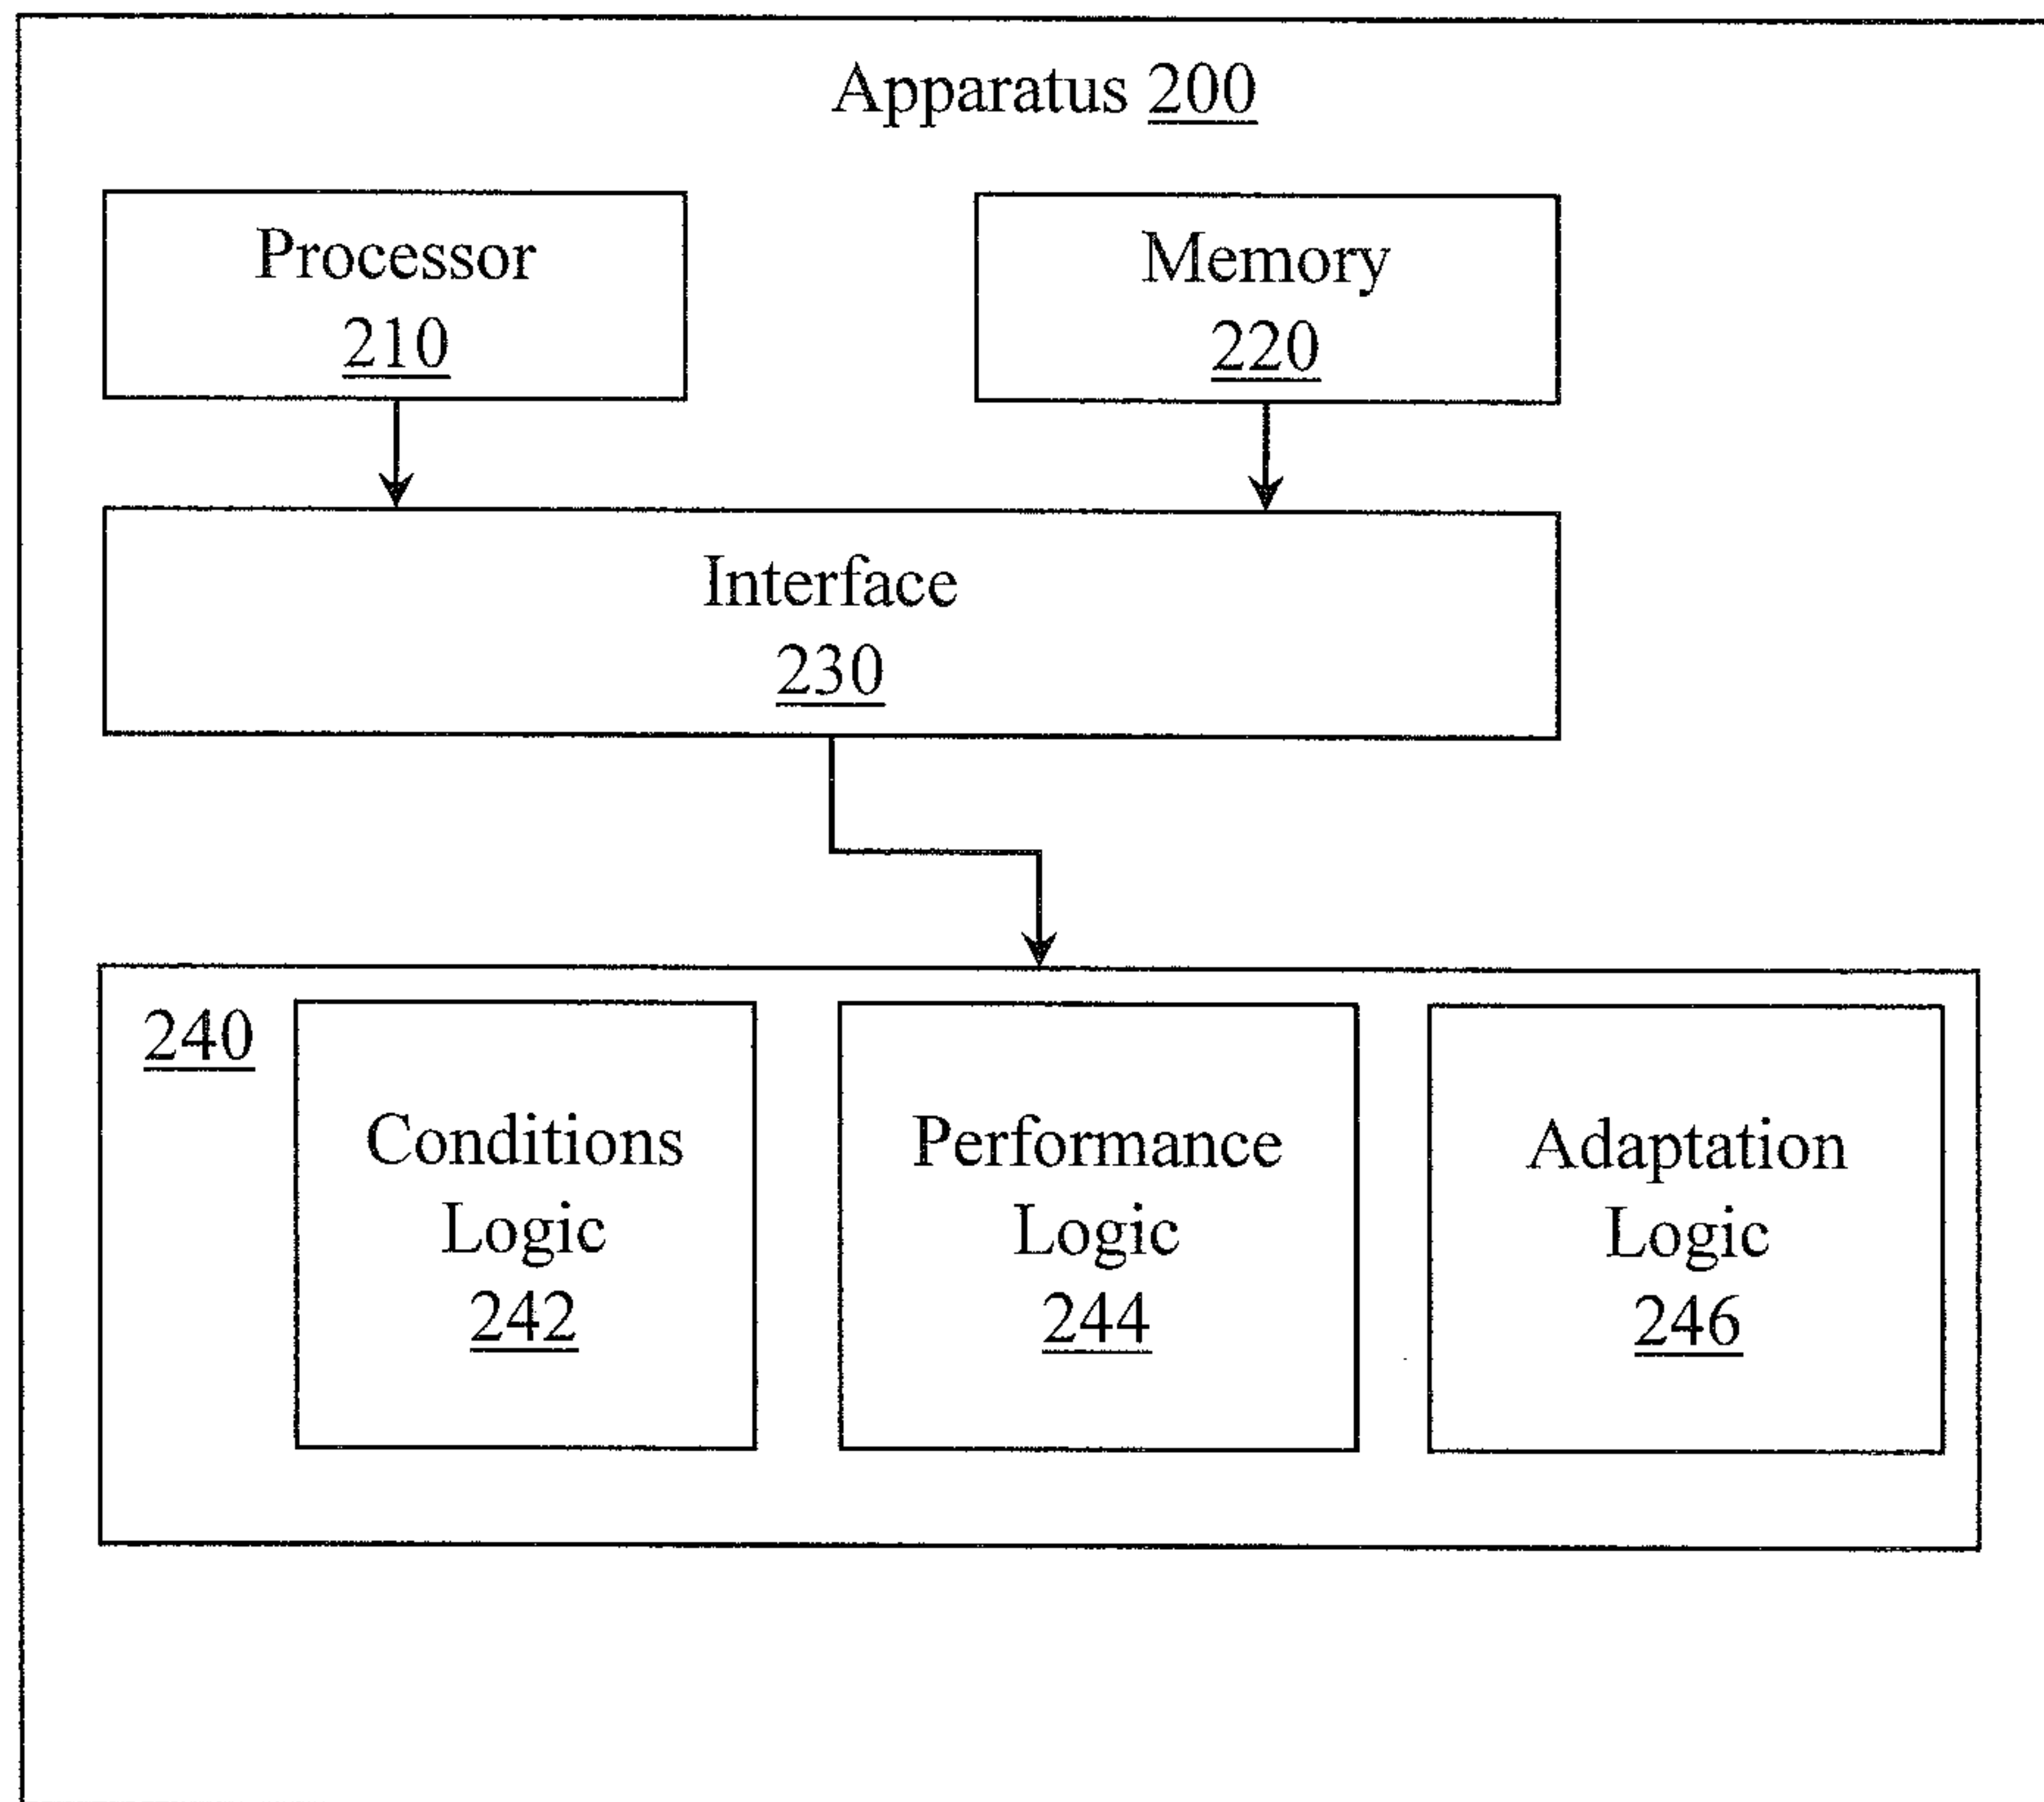 Apparatus 200
Processor
210
Memory
220
Interface
230
240
Conditions
Logic
242
Performance
Logic
244
Adaptation
Logic
246